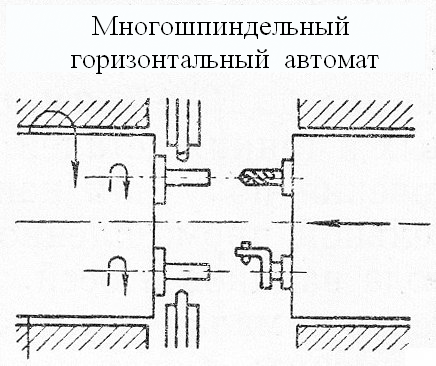 Многошпиндельный
горизонтальный автомат